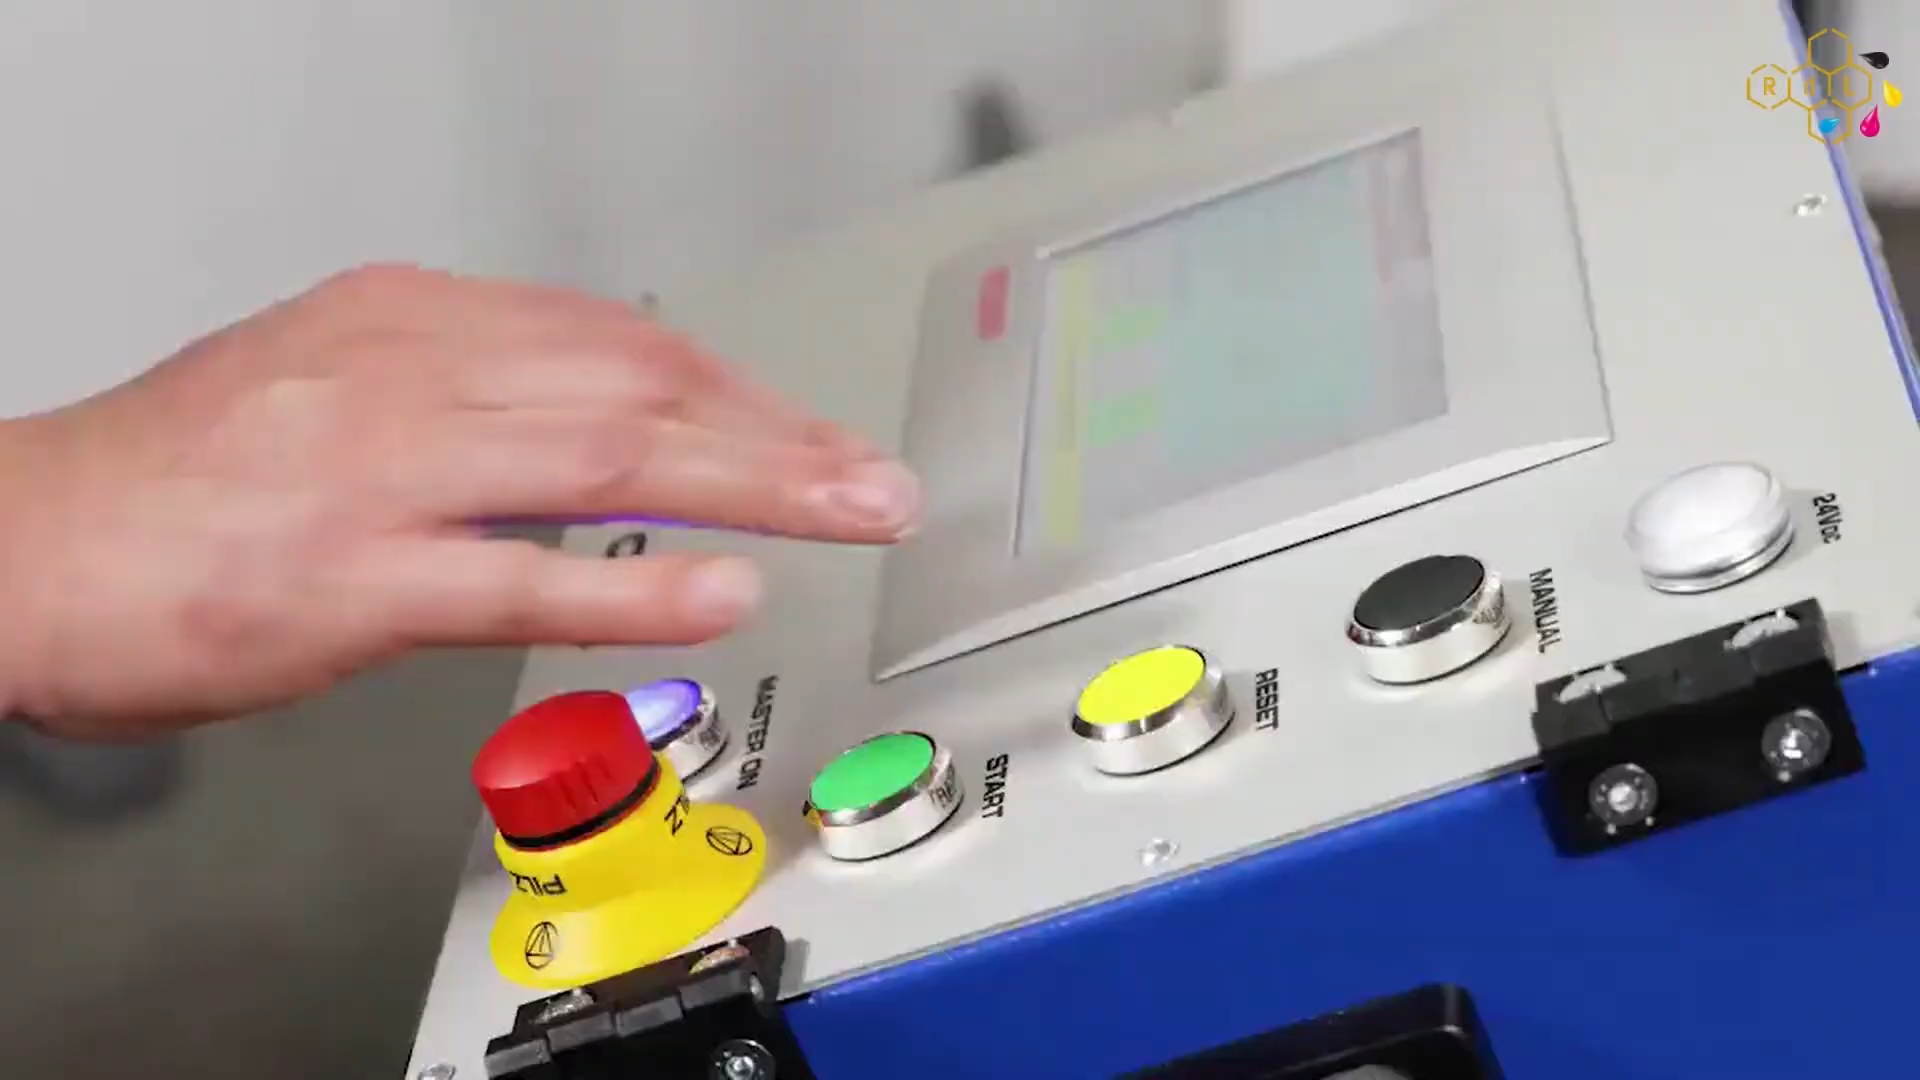 R M L
24VDC
MANUAL
RESET
START
MASTER ON
PILZ